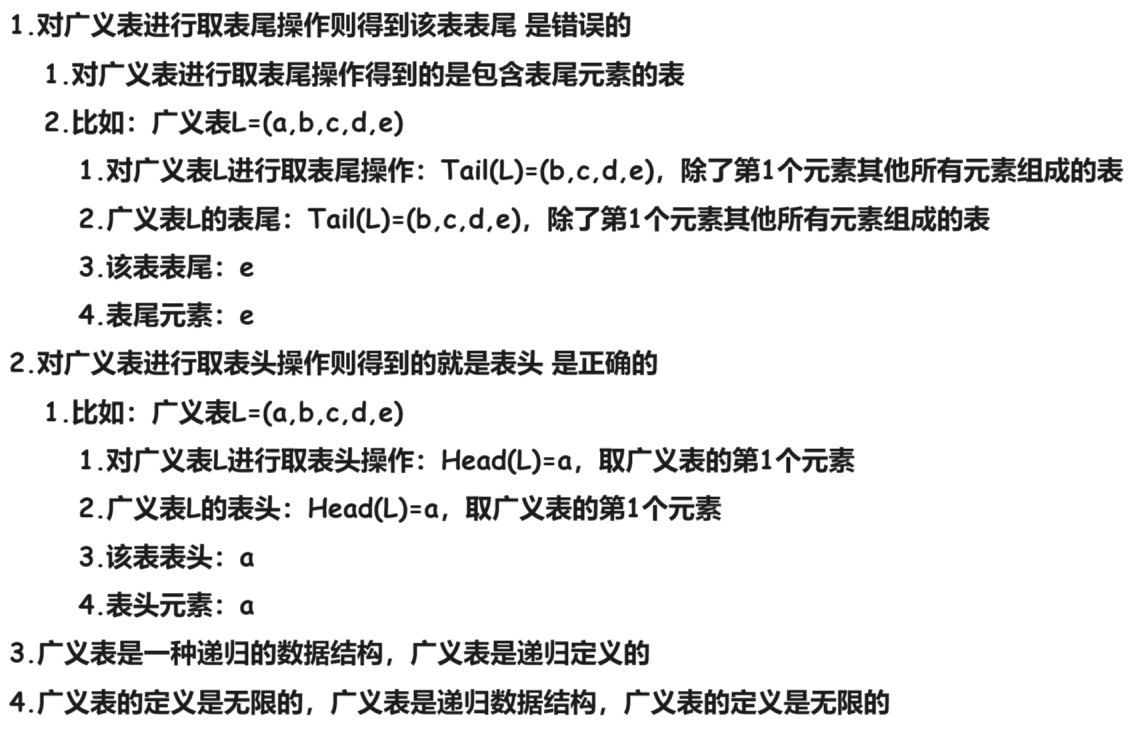 1.对广义表进行取表尾操作则得到该表表尾 是错误的
1.对广义表进行取表尾操作得到的是包含表尾元素的表
2.比如：广义表L=(a,b,c,d,e)
1.对广义表L进行取表尾操作：Tail(L)=(b,c,d,e)，除了第1个元素其他所有元素组成的表
2.广义表L的表尾：Tail(L)=(b,c,d,e)，除了第1个元素其他所有元素组成的表
3.该表表尾：e
4.表尾元素：e
2.对广义表进行取表头操作则得到的就是表头 是正确的
1.比如：广义表L=(a,b,c,d,e)
1.对广义表L进行取表头操作：Head(L)=a，取广义表的第1个元素
2.广义表L的表头：Head(L)=a，取广义表的第1个元素
3.该表表头：a
4.表头元素：a
3.广义表是一种递归的数据结构，广义表是递归定义的
4.广义表的定义是无限的，广义表是递归数据结构，广义表的定义是无限的